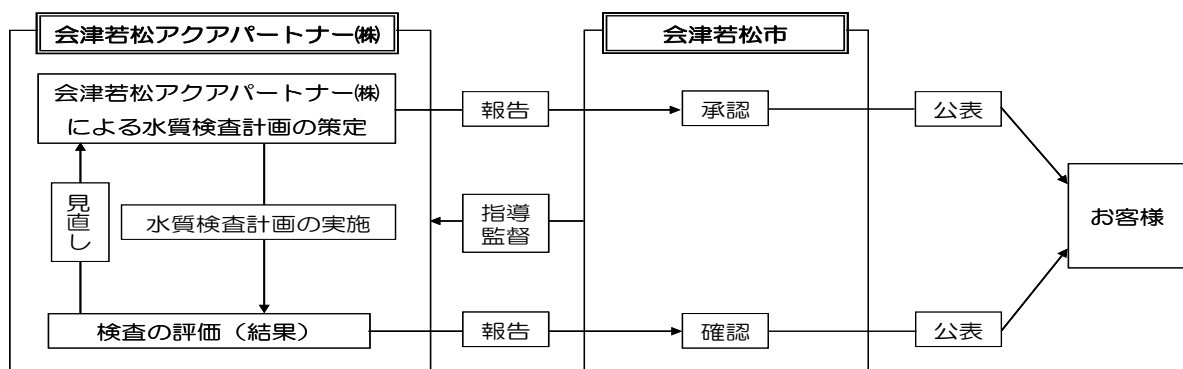 会津若松アクアパートナー㈱
会津若松市
会津若松アクアパートナー㈱
による水質検査計画の策定
報告
承認
公表
見直し
水質検査計画の実施
指導
監督
お客様
検査の評価（結果）
報告
確認
公表